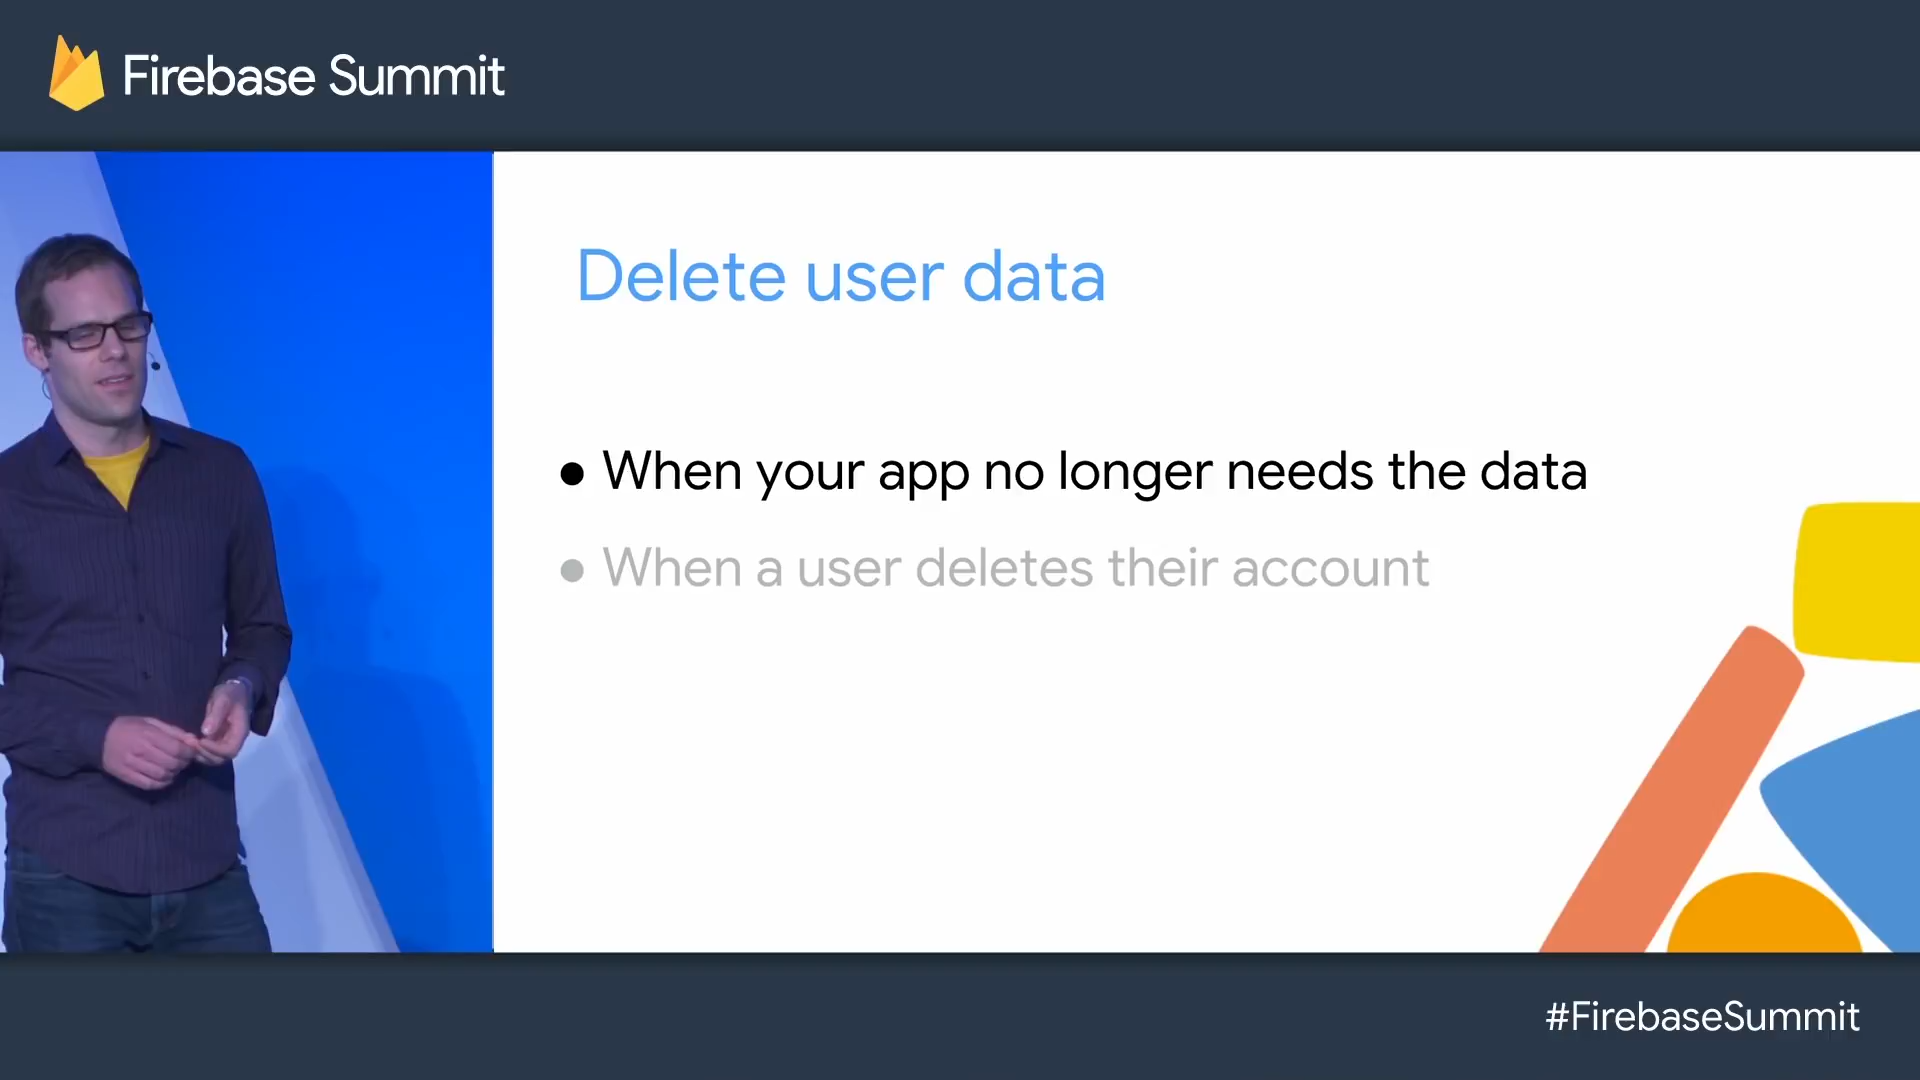 Firebase Summit
Delete user data
● When your app no longer needs the data
● When a user deletes their account
#FirebaseSummit